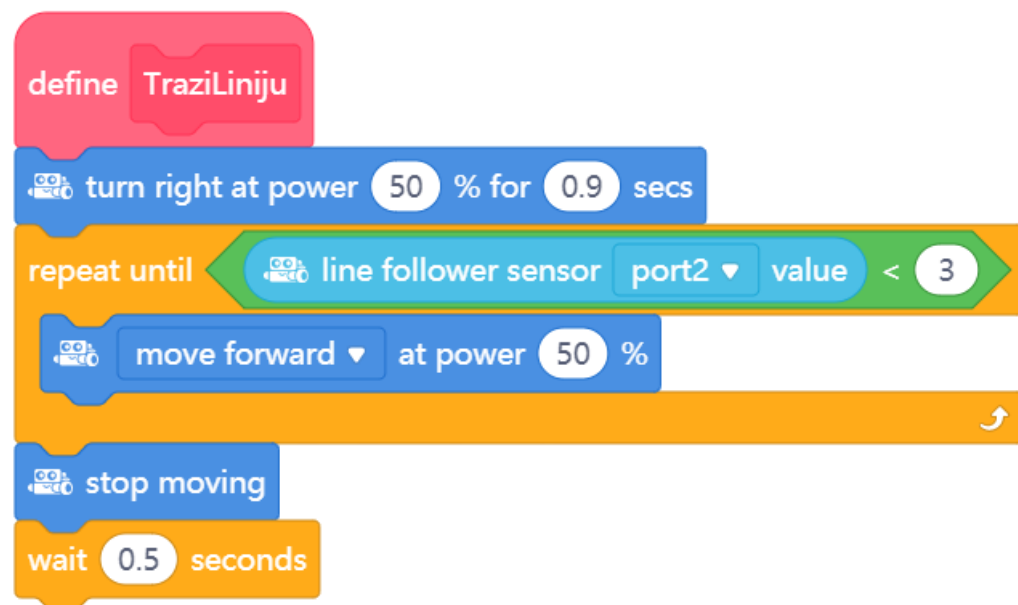 define TraziLiniju
turn right at power 50 % for 0.9 secs
repeat until line follower sensor port2 value < 3
move forward at power 50 %
stop moving
wait 0.5 seconds